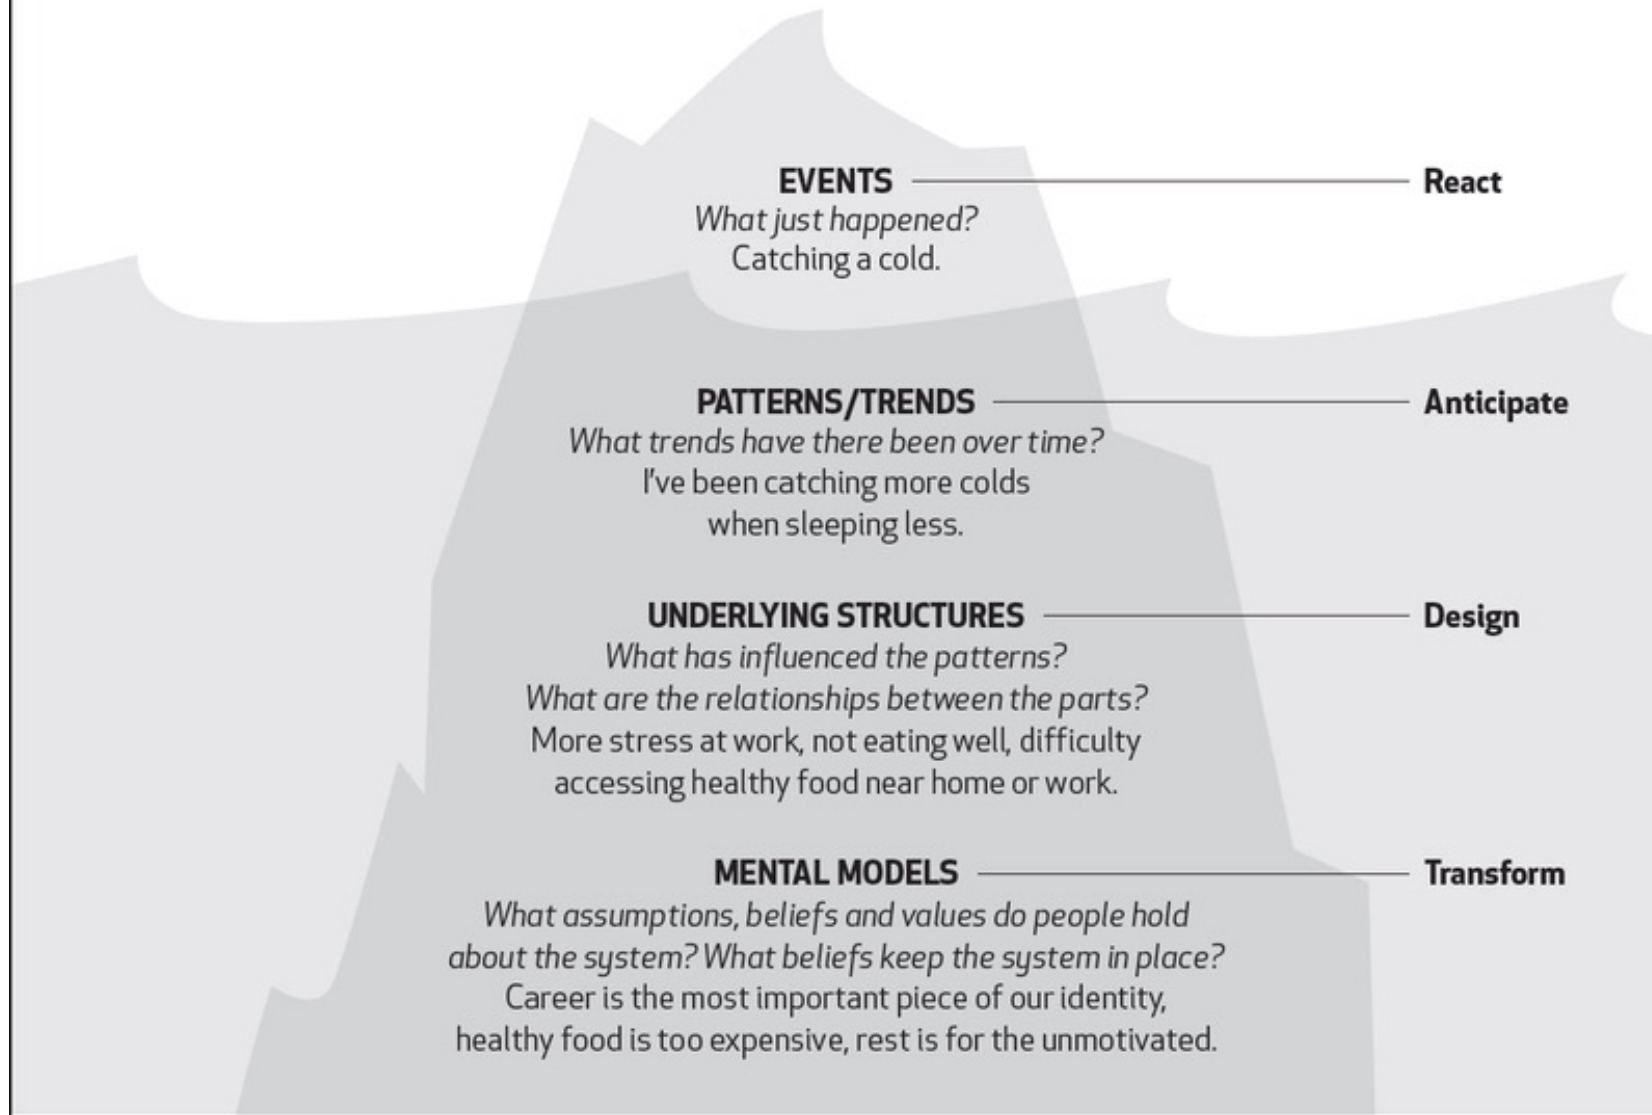 EVENTS React
What just happened?
Catching a cold.
PATTERNS/TRENDS Anticipate
What trends have there been over time?
I've been catching more colds
when sleeping less.
UNDERLYING STRUCTURES Design
What has influenced the patterns?
What are the relationships between the parts?
More stress at work, not eating well, difficulty
accessing healthy food near home or work.
MENTAL MODELS Transform
What assumptions, beliefs and values do people hold
about the system? What beliefs keep the system in place?
Career is the most important piece of our identity,
healthy food is too expensive, rest is for the unmotivated.